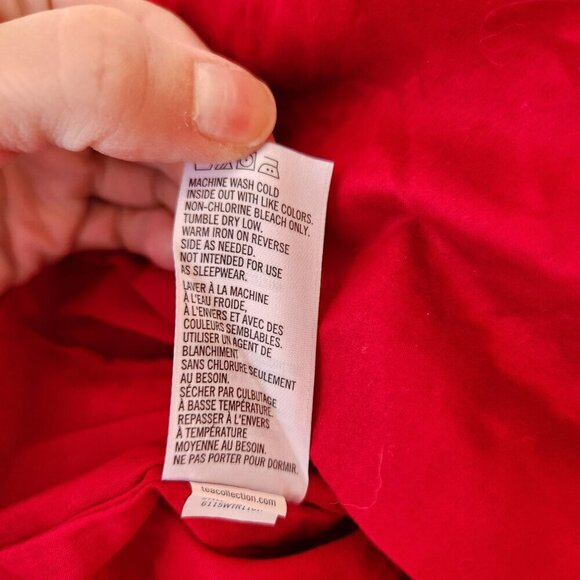 MACHINE WASH COLD
INSIDE OUT WITH LIKE COLORS.
NON-CHLORINE BLEACH ONLY.
TUMBLE DRY LOW.
WARM IRON ON REVERSE
SIDE AS NEEDED.
NOT INTENDED FOR USE
AS SLEEPWEAR.
LAVER À LA MACHINE
À L'EAU FROIDE,
À L'ENVERS ET AVEC DES
COULEURS SEMBLABLES.
UTILISER UN AGENT DE
BLANCHIMENT
SANS CHLORURE SEULEMENT
AU BESOIN.
SÉCHER PAR CULBUTAGE
À BASSE TEMPÉRATURE.
REPASSER À L'ENVERS
À TEMPÉRATURE
MOYENNE AU BESOIN.
NE PAS PORTER POUR DORMIR.
teacollection.com